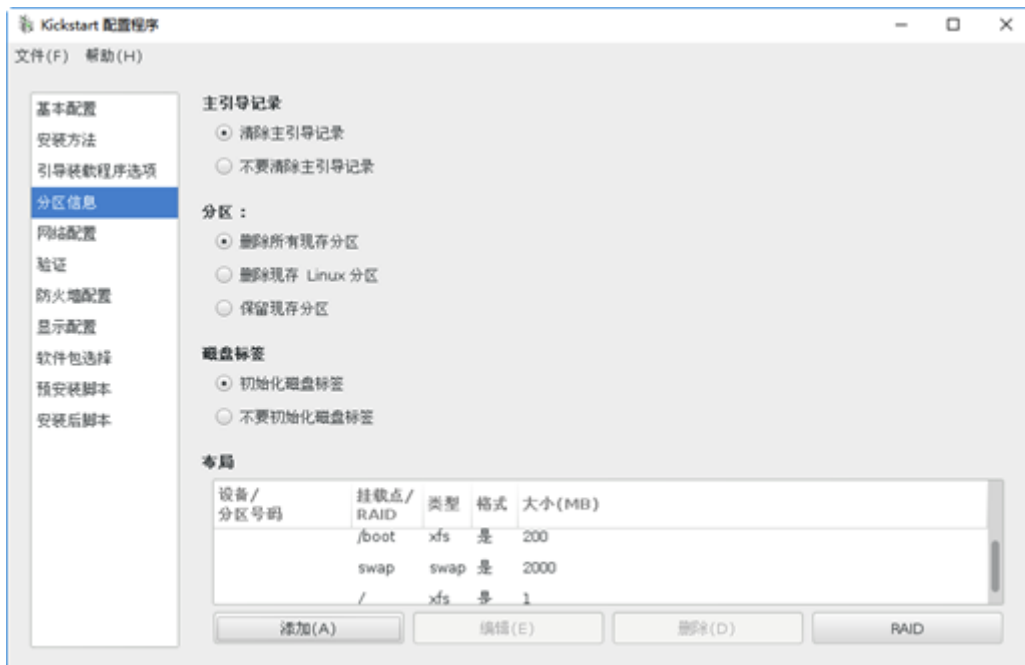 Kickstart 配置程序
文件(F) 帮助(H)
基本配置
安装方法
引导装载程序选项
分区信息
网络配置
验证
防火墙配置
显示配置
软件包选择
预安装脚本
安装后脚本
主引导记录
清除主引导记录
不要清除主引导记录
分区：
删除所有现存分区
删除现存 Linux 分区
保留现存分区
磁盘标签
初始化磁盘标签
不要初始化磁盘标签
布局
设备/ 挂载点/ 类型 格式 大小(MB)
分区号码 RAID
/boot xfs 是 200
swap swap 是 2000
/ xfs 是 1
添加(A) 编辑(E) 删除(D) RAID